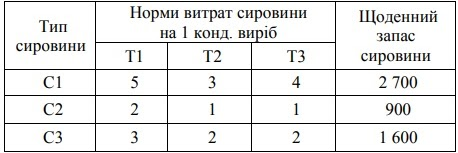 Тип сировини
Норми витрат сировини на 1 конд. виріб
Щоденний запас сировини
Т1 Т2 Т3
С1 5 3 4 2 700
С2 2 1 1 900
С3 3 2 2 1 600